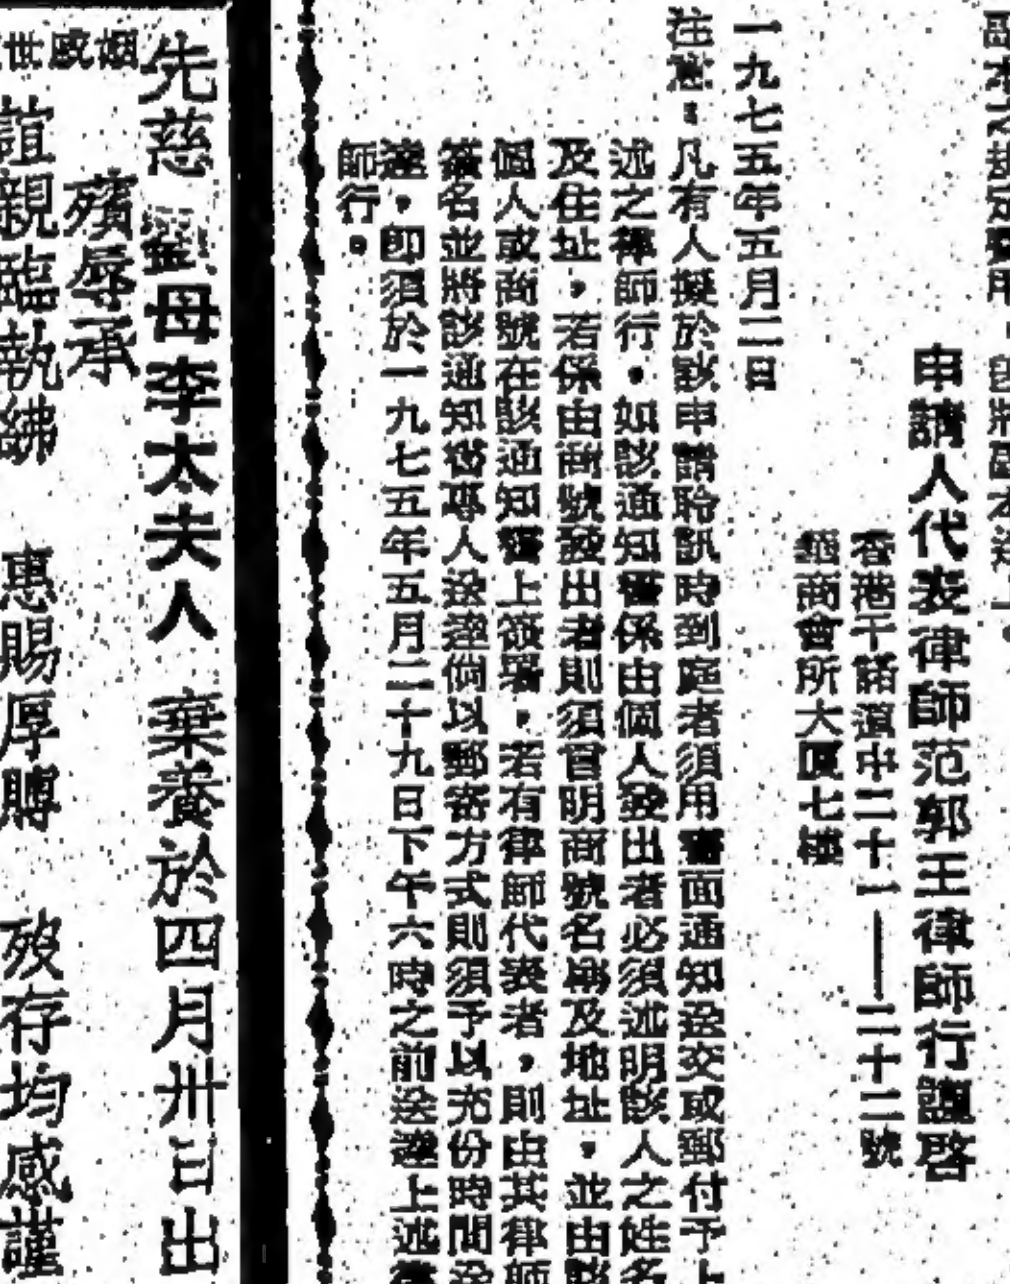 申請人代表律師范郭王律師行謹啓
香港干諾道中二十一——二十二號
商會所大厦七樓
一九七五年五月二日
注意：凡有人擬於該申請聆訊時到庭者須用書面通知送交或郵付予上
述之律師行。如該通知書係由個人發出者必須述明該人之姓名
及住址，若係由商號發出者則須官明商號名稱及地址，並由該
個人或商號在該通知書上簽署，若有律師代表者，則由其律師
簽名並將該通知書專人送達倘以郵寄方式則須予以充份時間送
達，即須於一九七五年五月二十九日下午六時之前送達上述律
師行。
先慈 劉母李太夫人 棄養於四月卅日出
殯辱承
姻戚世
誼親臨執紼 惠賜厚賻 歿存均感謹